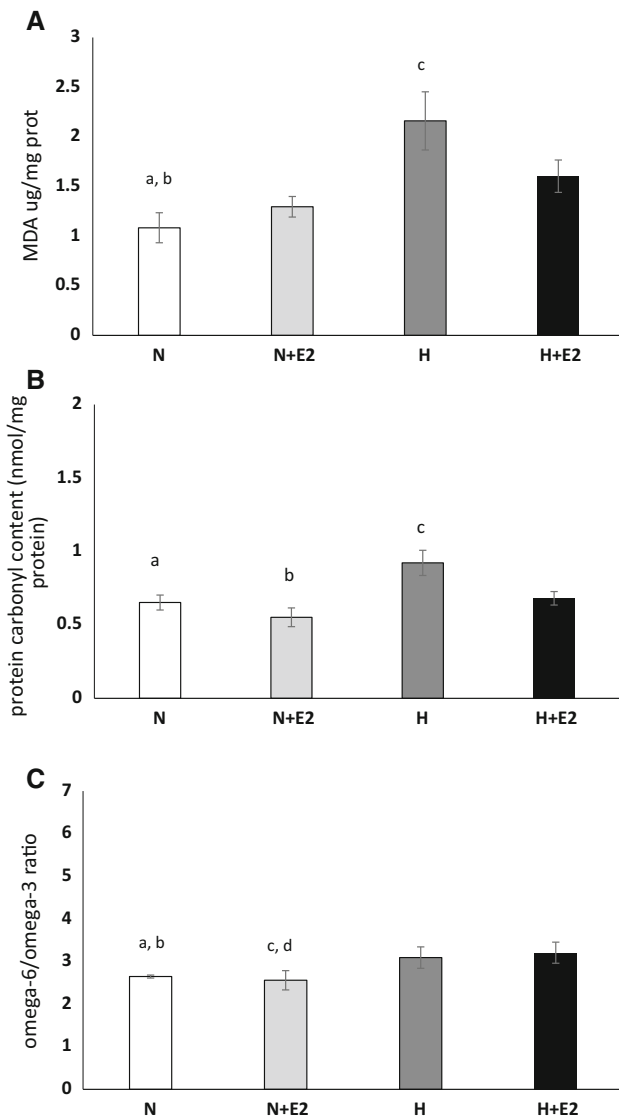 A
MDA ug/mg prot
3
2.5
2
1.5
1
0.5
0
a, b
c
N N+E2 H H+E2
B
protein carbonyl content (nmol/mg
protein)
2
1.5
1
0.5
0
a
b
c
N N+E2 H H+E2
C
omega-6/omega-3 ratio
7
6
5
4
3
2
1
0
a, b
c, d
N N+E2 H H+E2